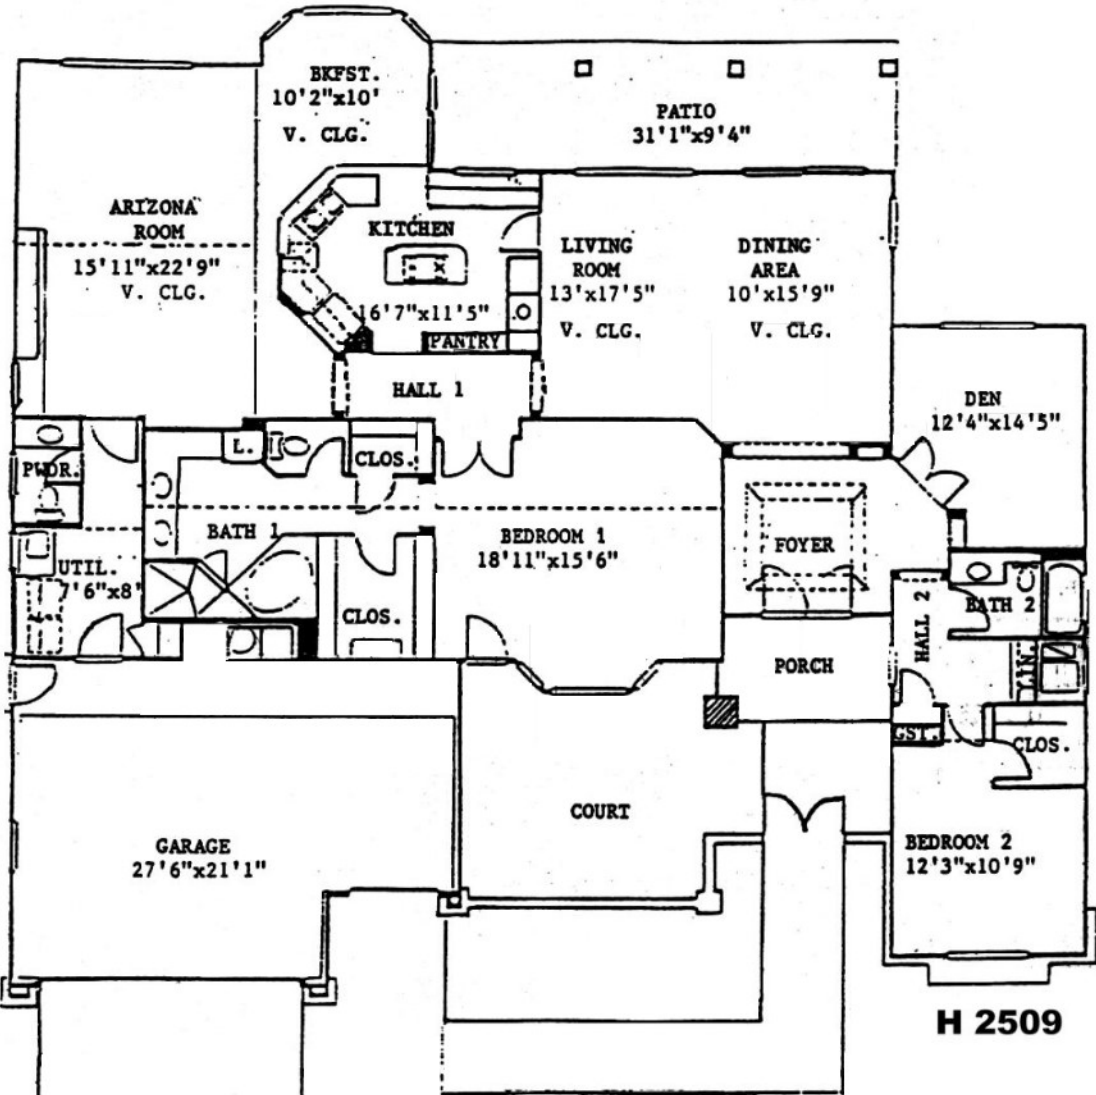 BKFST.
10'2"x10'
V. CLG.
PATIO
31'1"x9'4"
ARIZONA
ROOM
15'11"x22'9"
V. CLG.
KITCHEN
16'7"x11'5"
PANTRY
LIVING
ROOM
13'x17'5"
V. CLG.
DINING
AREA
10'x15'9"
V. CLG.
HALL 1
DEN
12'4"x14'5"
PWDR.
L.
CLOS.
BATH 1
BEDROOM 1
18'11"x15'6"
FOYER
UTIL.
7'6"x8'
CLOS.
HALL 2
BATH 2
LIN.
PORCH
GST.
CLOS.
COURT
GARAGE
27'6"x21'1"
BEDROOM 2
12'3"x10'9"
H 2509